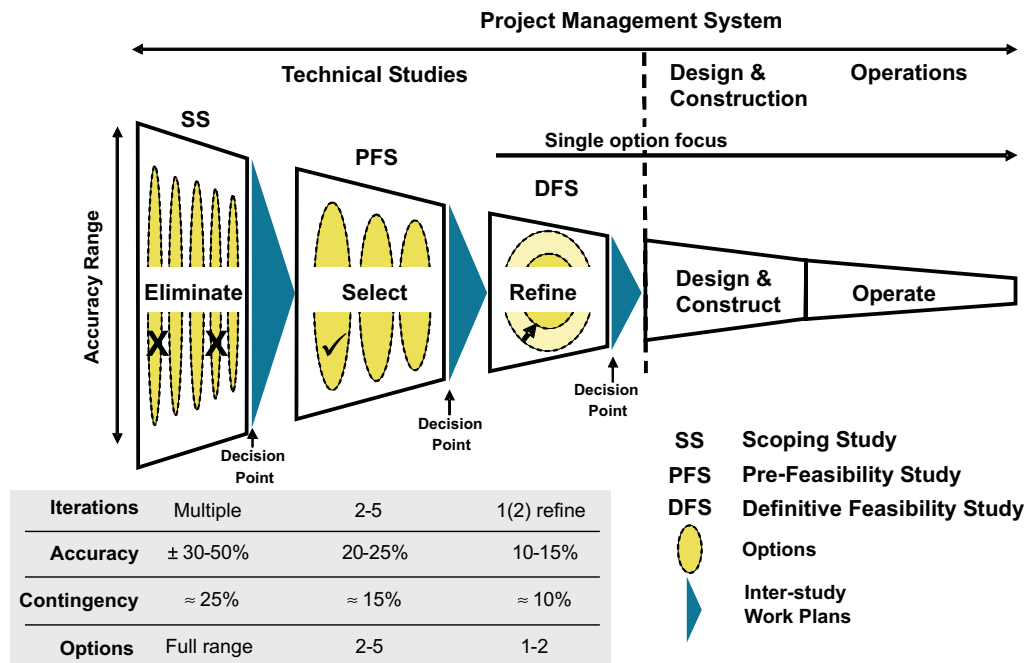 Project Management System
Technical Studies
Design &
Construction
Operations
Single option focus
SS
PFS
DFS
Accuracy Range
Eliminate
Select
Refine
Design &
Construct
Operate
X
X
Decision
Point
Decision
Point
Decision
Point
SS Scoping Study
PFS Pre-Feasibility Study
DFS Definitive Feasibility Study
Options
Inter-study
Work Plans
Iterations Multiple 2-5 1(2) refine
Accuracy ± 30-50% 20-25% 10-15%
Contingency ≈ 25% ≈ 15% ≈ 10%
Options Full range 2-5 1-2